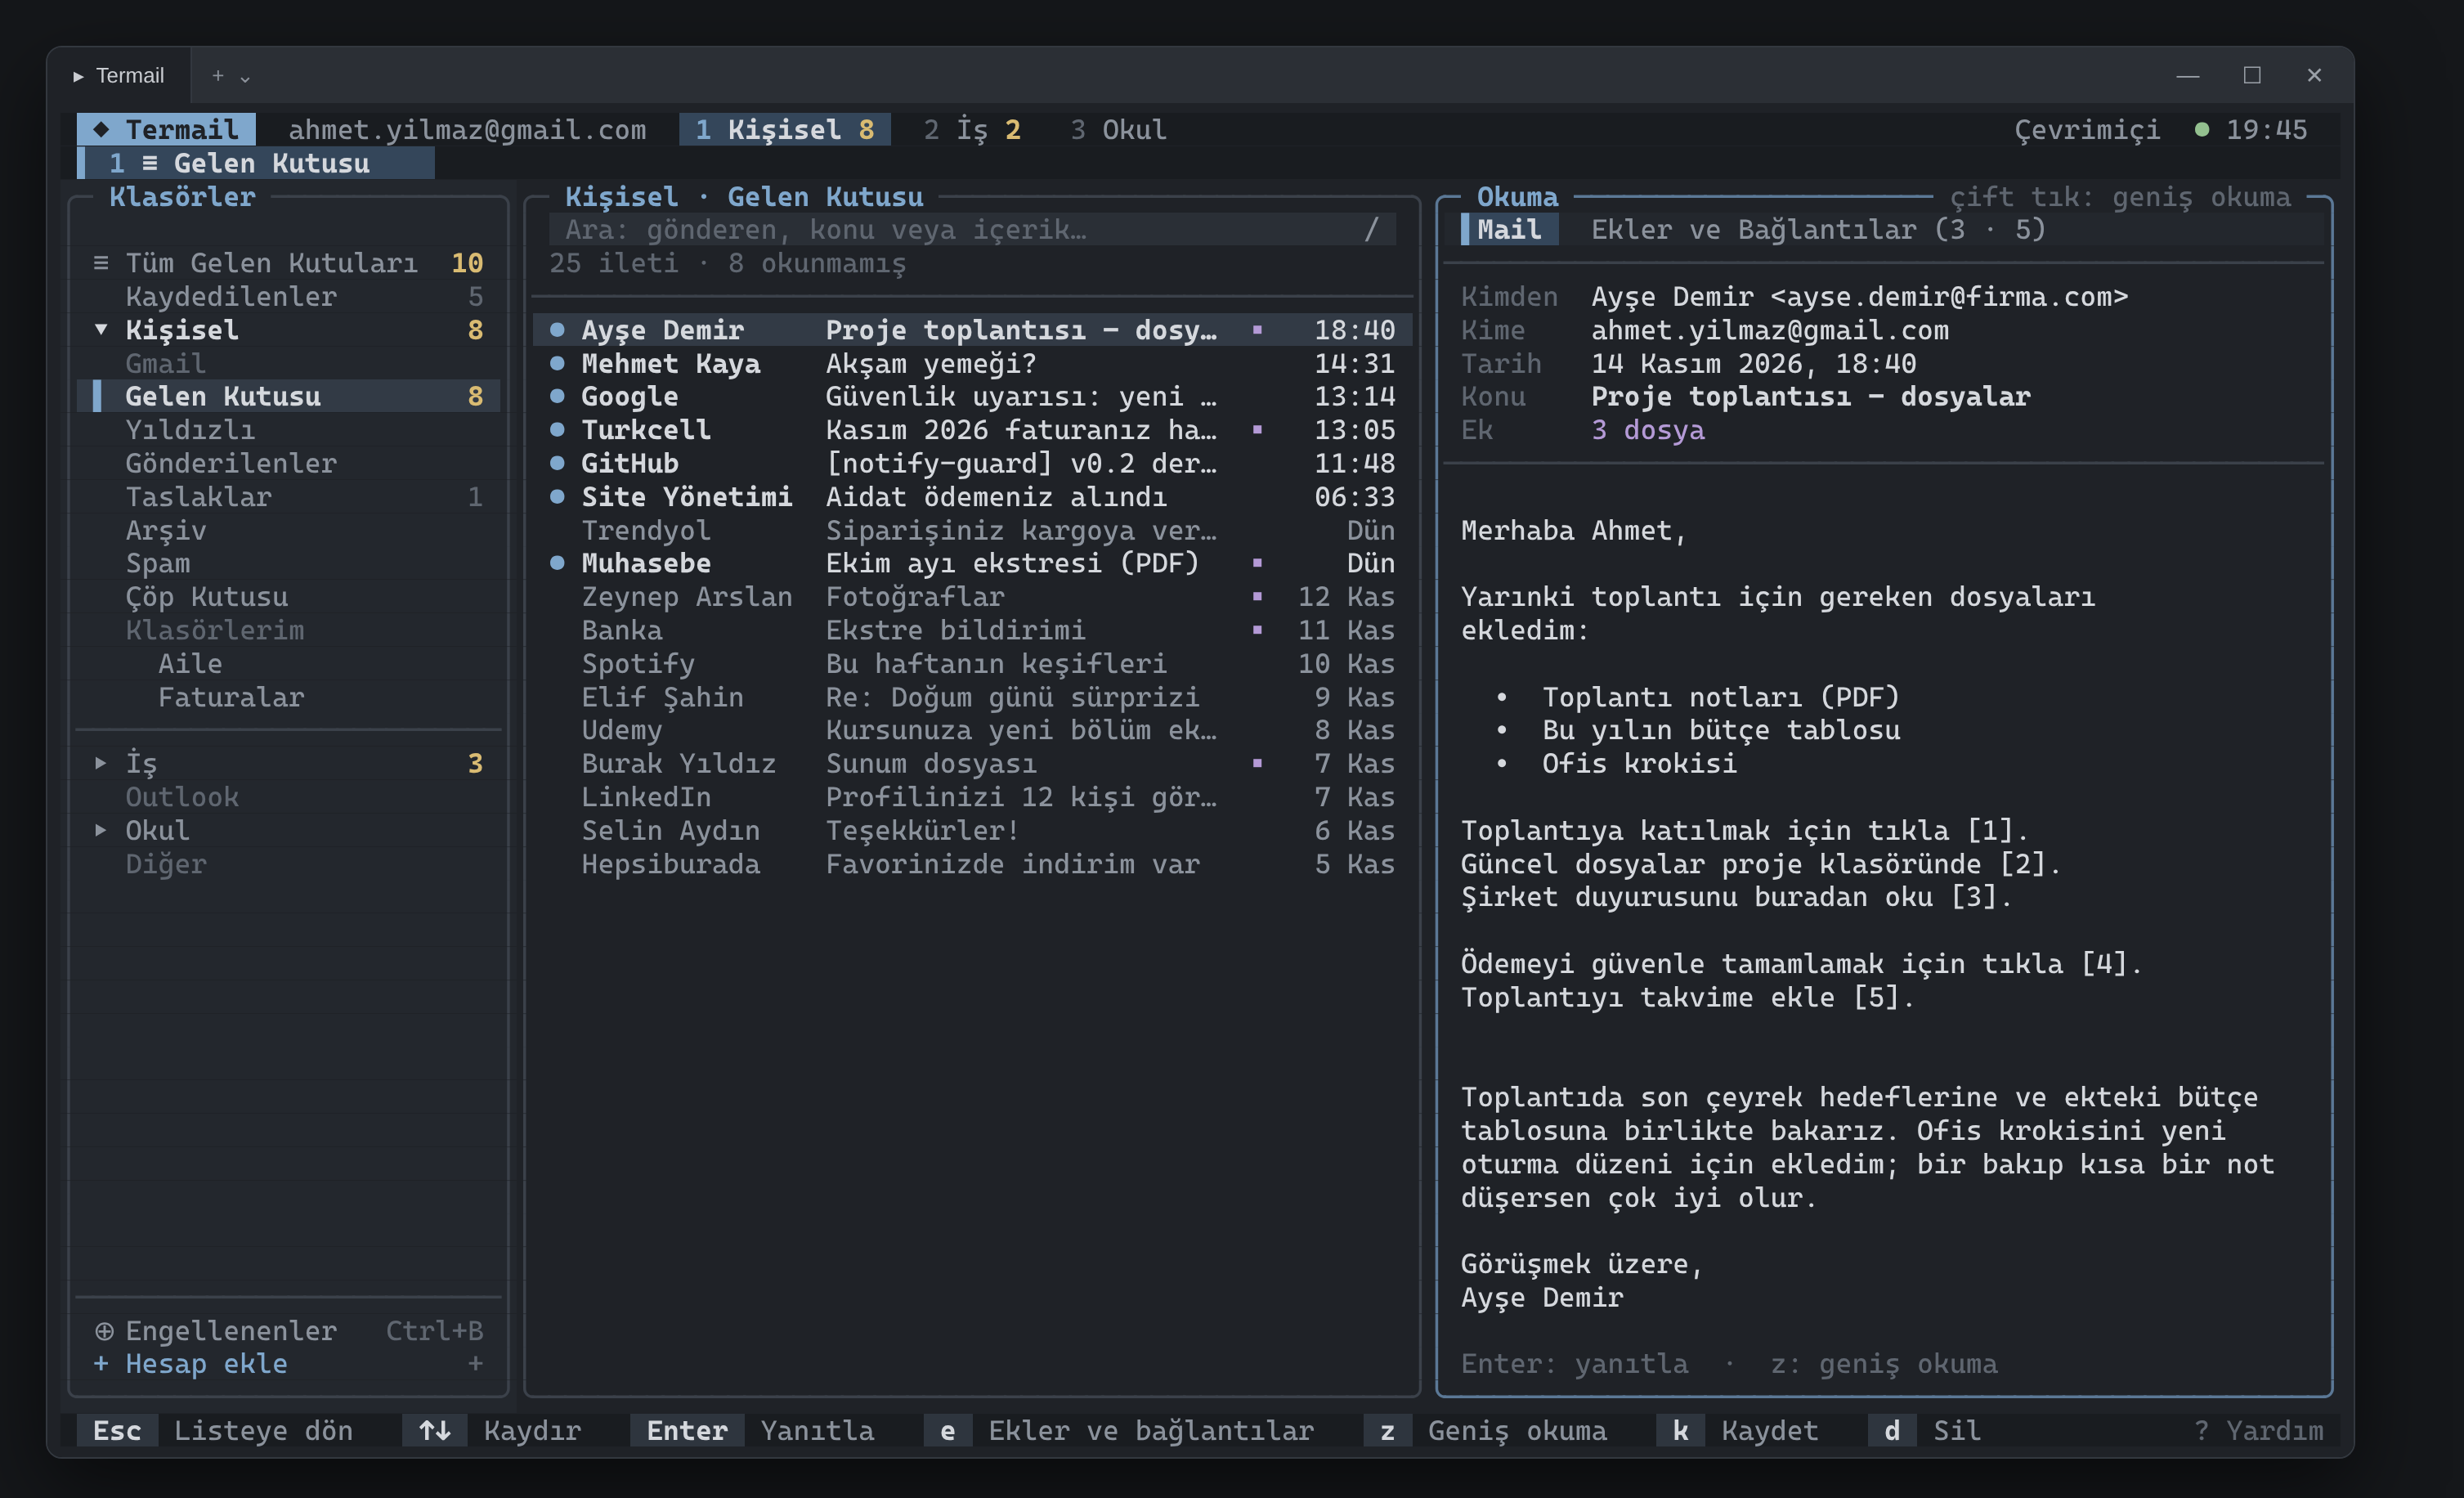 ▸ Termail + ⌄ — ☐ ✕
◆ Termail ahmet.yilmaz@gmail.com 1 Kişisel 8 2 İş 2 3 Okul Çevrimiçi ● 19:45
1 ≡ Gelen Kutusu
Klasörler
≡ Tüm Gelen Kutuları 10
Kaydedilenler 5
▼ Kişisel 8
Gmail
Gelen Kutusu 8
Yıldızlı
Gönderilenler
Taslaklar 1
Arşiv
Spam
Çöp Kutusu
Klasörlerim
Aile
Faturalar
▸ İş 3
Outlook
▸ Okul
Diğer
⊕ Engellenenler Ctrl+B
+ Hesap ekle +
Kişisel · Gelen Kutusu
Ara: gönderen, konu veya içerik… /
25 ileti · 8 okunmamış
● Ayşe Demir Proje toplantısı – dosy… ▪ 18:40
● Mehmet Kaya Akşam yemeği? 14:31
● Google Güvenlik uyarısı: yeni … 13:14
● Turkcell Kasım 2026 faturanız ha… ▪ 13:05
● GitHub [notify-guard] v0.2 der… 11:48
● Site Yönetimi Aidat ödemeniz alındı 06:33
Trendyol Siparişiniz kargoya ver… Dün
● Muhasebe Ekim ayı ekstresi (PDF) ▪ Dün
Zeynep Arslan Fotoğraflar ▪ 12 Kas
Banka Ekstre bildirimi ▪ 11 Kas
Spotify Bu haftanın keşifleri 10 Kas
Elif Şahin Re: Doğum günü sürprizi 9 Kas
Udemy Kursunuza yeni bölüm ek… 8 Kas
Burak Yıldız Sunum dosyası ▪ 7 Kas
LinkedIn Profilinizi 12 kişi gör… 7 Kas
Selin Aydın Teşekkürler! 6 Kas
Hepsiburada Favorinizde indirim var 5 Kas
Okuma çift tık: geniş okuma
Mail Ekler ve Bağlantılar (3 · 5)
Kimden Ayşe Demir <ayse.demir@firma.com>
Kime ahmet.yilmaz@gmail.com
Tarih 14 Kasım 2026, 18:40
Konu Proje toplantısı – dosyalar
Ek 3 dosya
Merhaba Ahmet,
Yarınki toplantı için gereken dosyaları
ekledim:
• Toplantı notları (PDF)
• Bu yılın bütçe tablosu
• Ofis krokisi
Toplantıya katılmak için tıkla [1].
Güncel dosyalar proje klasöründe [2].
Şirket duyurusunu buradan oku [3].
Ödemeyi güvenle tamamlamak için tıkla [4].
Toplantıyı takvime ekle [5].
Toplantıda son çeyrek hedeflerine ve ekteki bütçe
tablosuna birlikte bakarız. Ofis krokisini yeni
oturma düzeni için ekledim; bir bakıp kısa bir not
düşersen çok iyi olur.
Görüşmek üzere,
Ayşe Demir
Enter: yanıtla · z: geniş okuma
Esc Listeye dön ↑↓ Kaydır Enter Yanıtla e Ekler ve bağlantılar z Geniş okuma k Kaydet d Sil ? Yardım